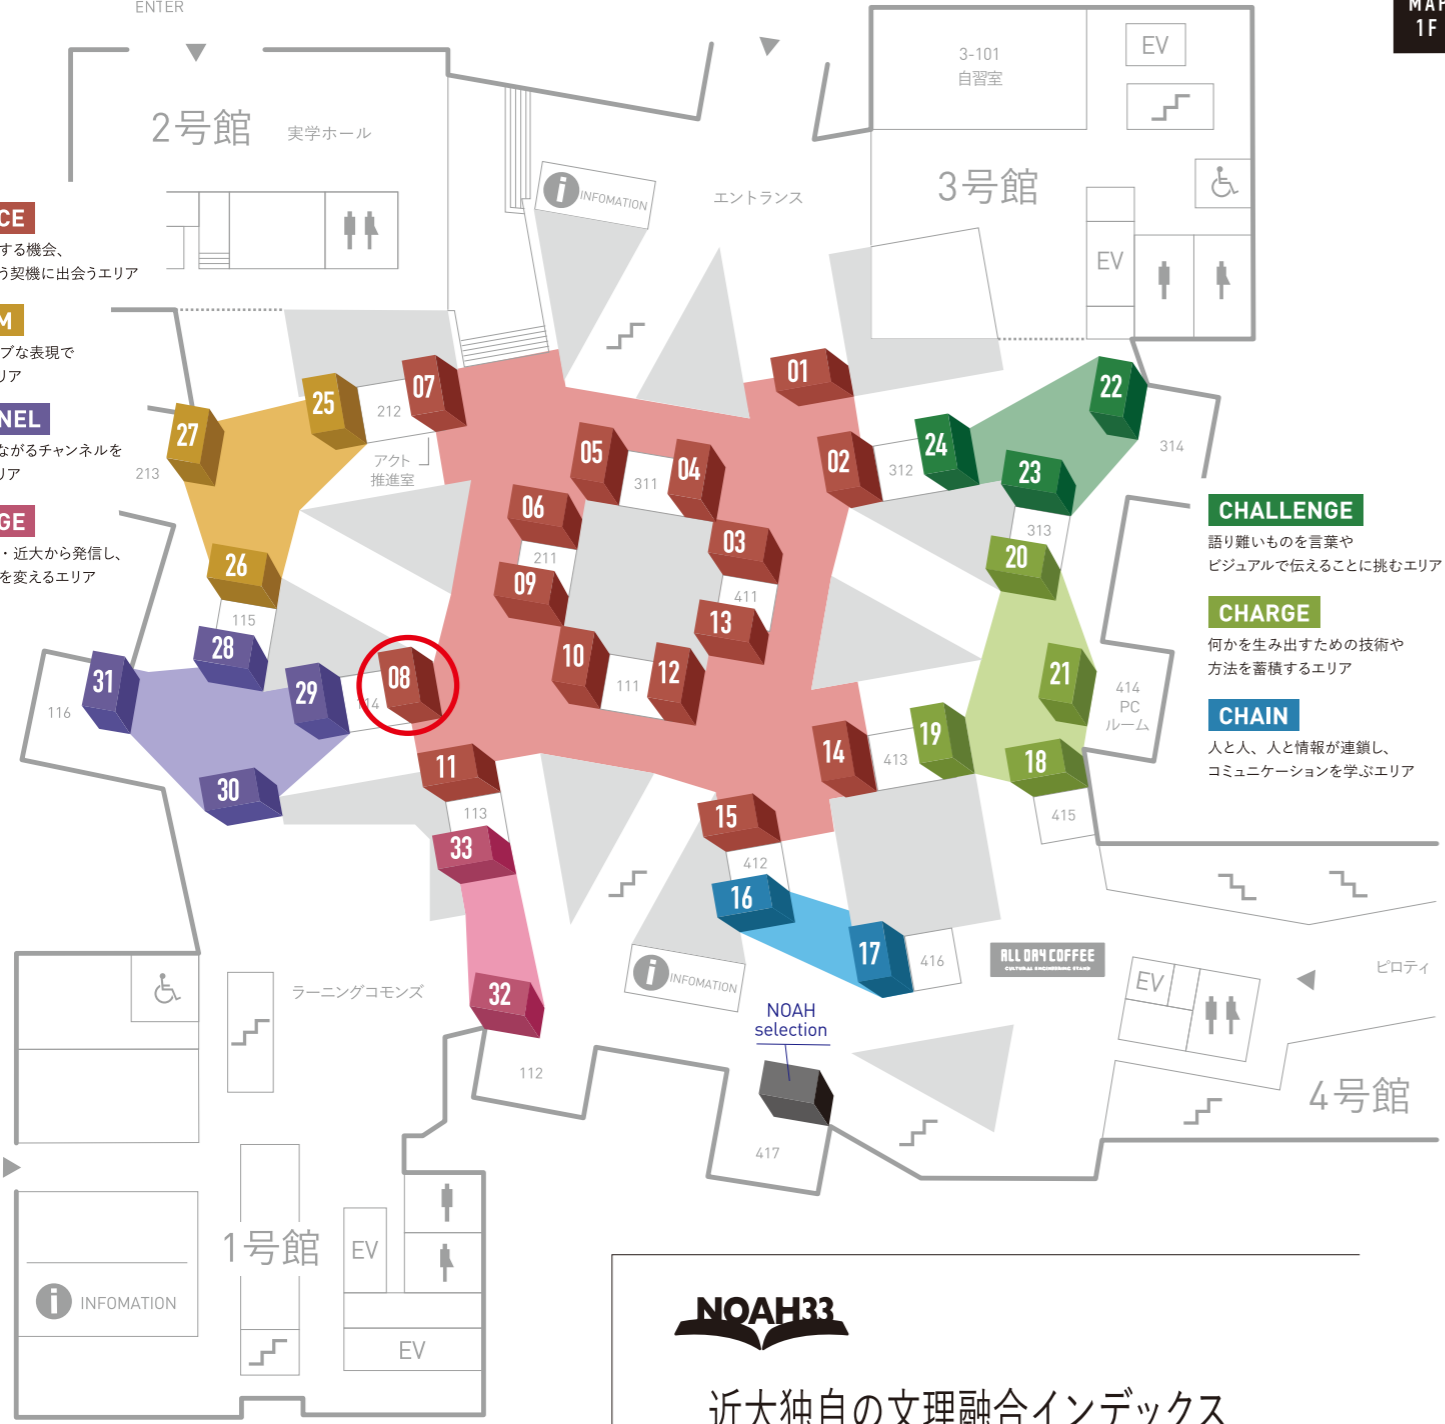 ENTER
MAP
1F
2号館
実学ホール
INFOMATION
エントランス
3-101
自習室
EV
3号館
EV
CE
する機会、
う契機に出会うエリア
M
ブな表現で
リア
NEL
ながるチャンネルを
リア
GE
・近大から発信し、
を変えるエリア
01
07
25
212
22
27
24
05
04
02
312
314
213
アクト
推進室
311
23
06
CHALLENGE
語り難いものを言葉や
ビジュアルで伝えることに挑むエリア
03
313
211
20
26
09
411
CHARGE
何かを生み出すための技術や
方法を蓄積するエリア
115
13
28
10
12
31
08
29
111
21
414
PC
ルーム
116
14
CHAIN
人と人、人と情報が連鎖し、
コミュニケーションを学ぶエリア
14
19
413
11
18
30
113
15
415
33
412
16
17
416
ALL DAY COFFEE
CULTURAL ENGINEERING STAND
INFOMATION
ラーニングコモンズ
32
EV
ピロティ
NOAH
selection
112
4号館
417
1号館
EV
INFOMATION
EV
NOAH33
近大独自の文理融合インデックス